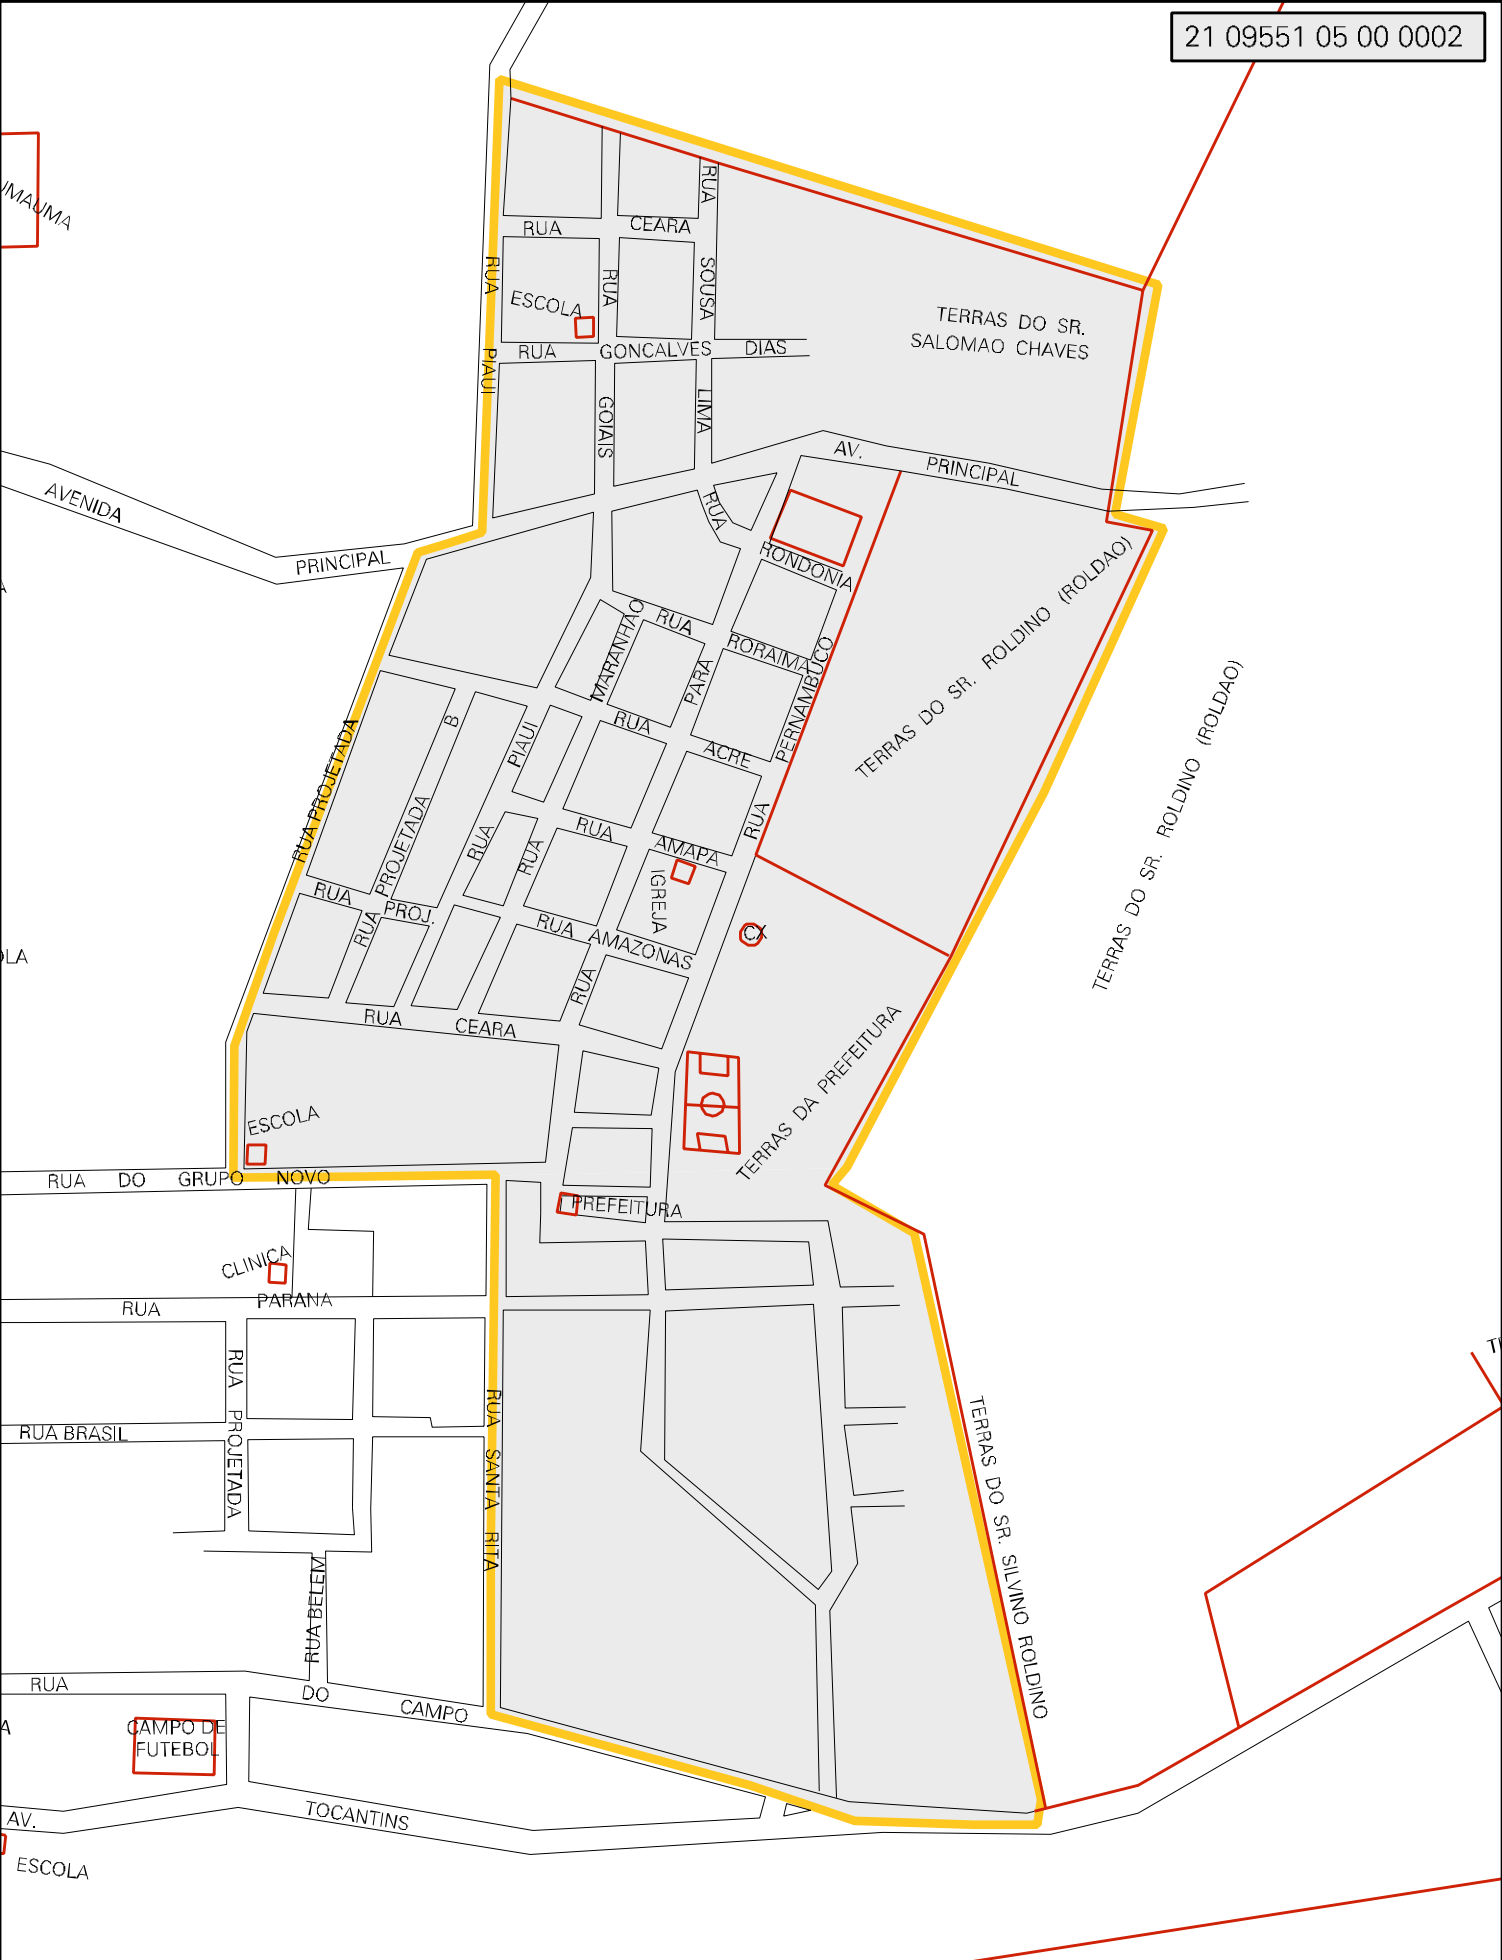 21 09551 05 00 0002
RUA
RUA CEARA
RUA
RUA
SOUSA
ESCOLA
TERRAS DO SR.
SALOMAO CHAVES
RUA GONCALVES DIAS
PIAUI
LIMA
GOIAIS
AV. PRINCIPAL
AVENIDA
PRINCIPAL
RUA
RONDONIA
TERRAS DO SR. ROLDINO (ROLDAO)
MARANHAO
RUA
RORAIMA
PARA
PERNAMBUCO
TERRAS DO SR. ROLDINO (ROLDAO)
B
PIAUI
RUA
ACRE
RUA PROJETADA
PROJETADA
RUA
RUA
RUA
AMAPA
RUA
IGREJA
RUA PROJ.
RUA
RUA AMAZONAS
CX
RUA
RUA CEARA
TERRAS DA PREFEITURA
ESCOLA
RUA DO GRUPO NOVO
PREFEITURA
CLINICA
RUA PARANA
RUA PROJETADA
RUA BRASIL
RUA SANTA RITA
TERRAS DO SR. SILVINO ROLDINO
RUA BELEM
RUA DO CAMPO
CAMPO DE
FUTEBOL
AV. TOCANTINS
ESCOLA